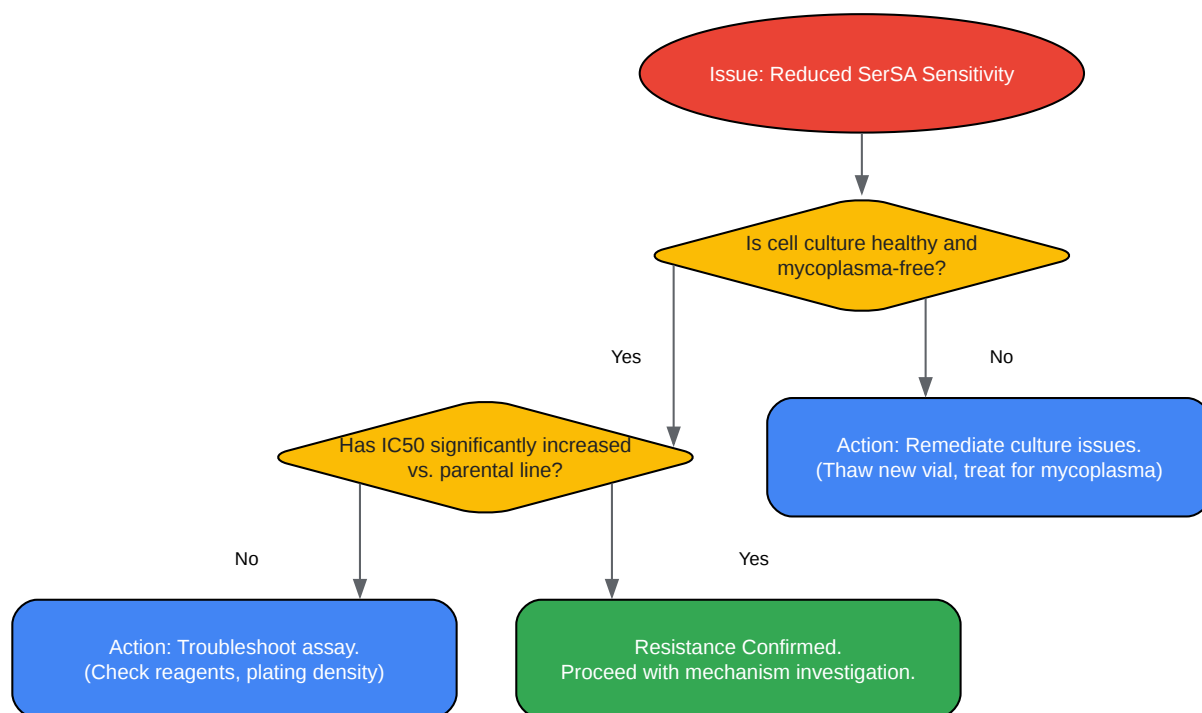 Issue: Reduced SerSA Sensitivity
Is cell culture healthy and
mycoplasma-free?
Yes
No
Has IC50 significantly increased
vs. parental line?
Action: Remediate culture issues.
(Thaw new vial, treat for mycoplasma)
No
Yes
Action: Troubleshoot assay.
(Check reagents, plating density)
Resistance Confirmed.
Proceed with mechanism investigation.